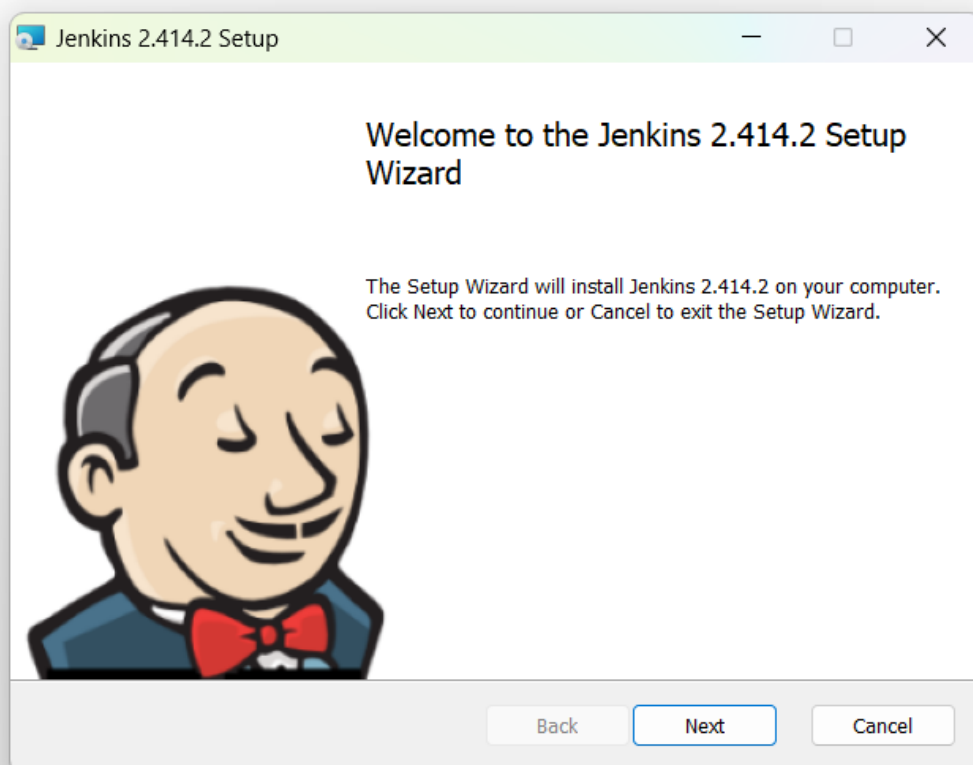 Jenkins 2.414.2 Setup
Welcome to the Jenkins 2.414.2 Setup
Wizard
The Setup Wizard will install Jenkins 2.414.2 on your computer.
Click Next to continue or Cancel to exit the Setup Wizard.
Back Next Cancel